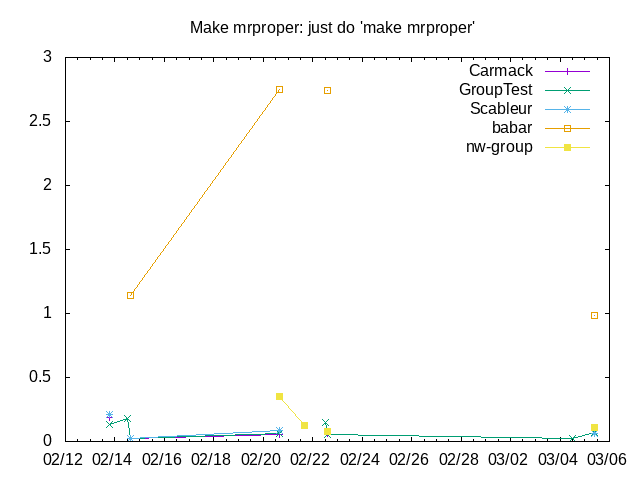 Make mrproper: just do 'make mrproper'
3
2.5
2
1.5
1
0.5
0
Carmack
GroupTest
Scableur
babar
nw-group
02/12 02/14 02/16 02/18 02/20 02/22 02/24 02/26 02/28 03/02 03/04 03/06